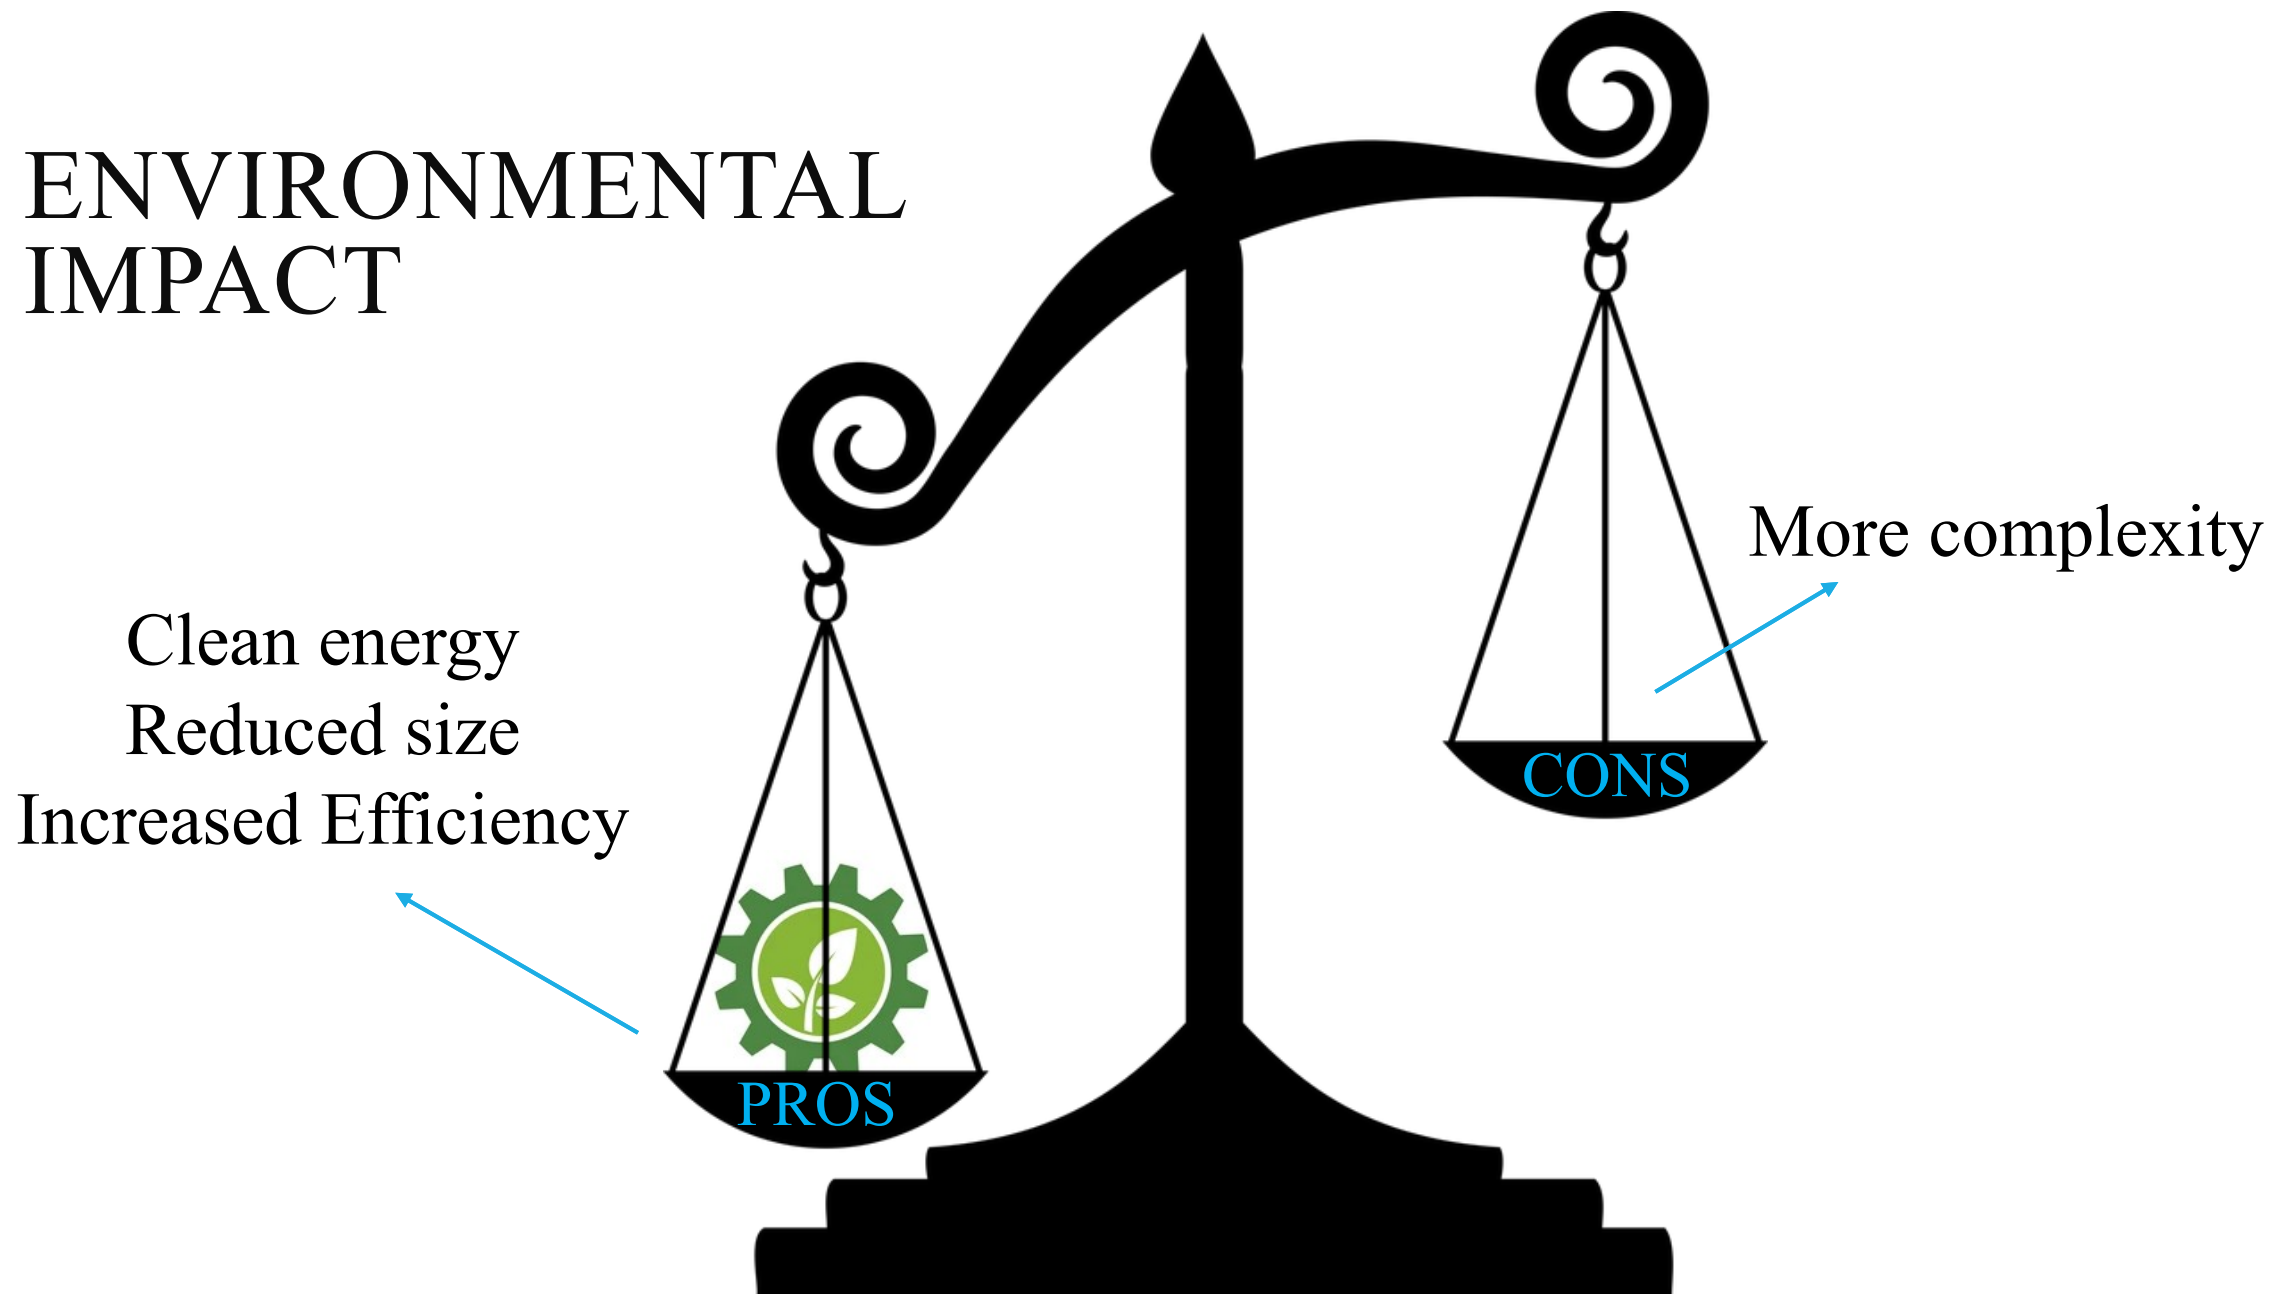 ENVIRONMENTAL
IMPACT
Clean energy
Reduced size
Increased Efficiency
PROS
More complexity
CONS